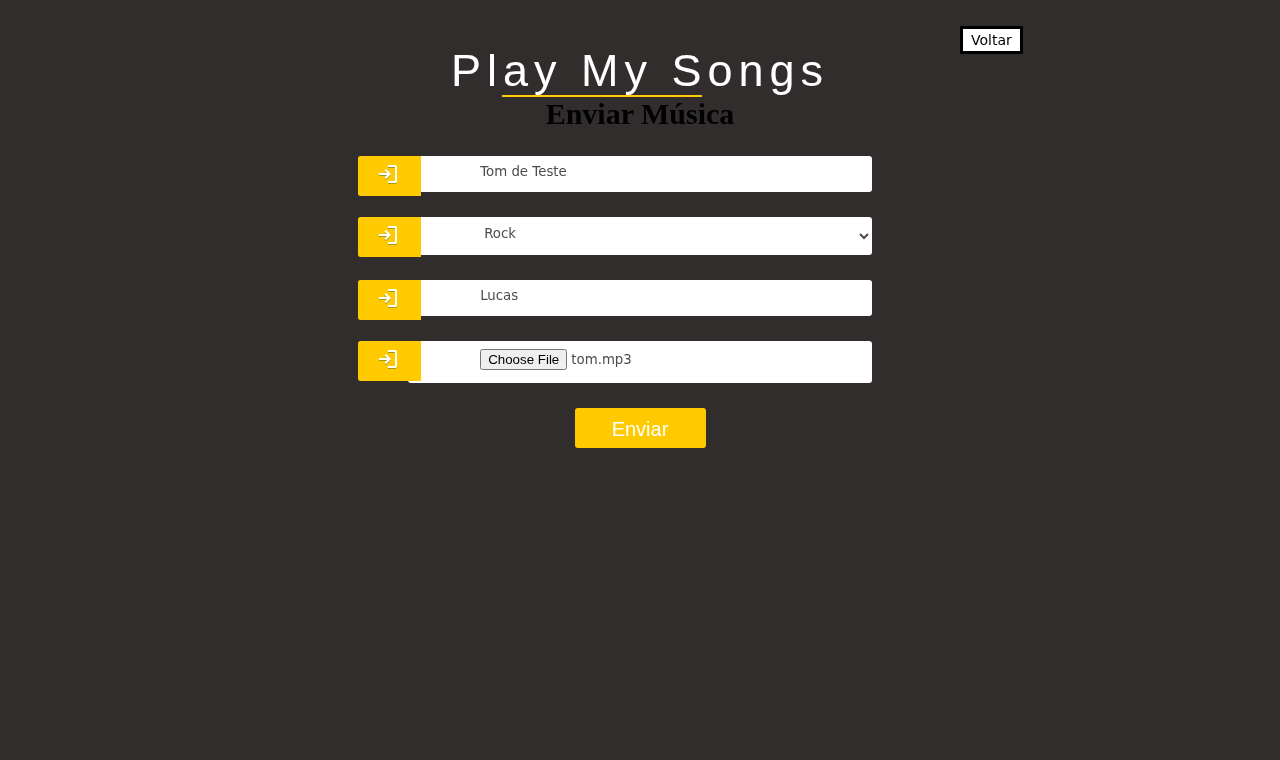 Voltar
Play My Songs
Enviar Música
Tom de Teste
Rock
Lucas
Choose File tom.mp3
Enviar